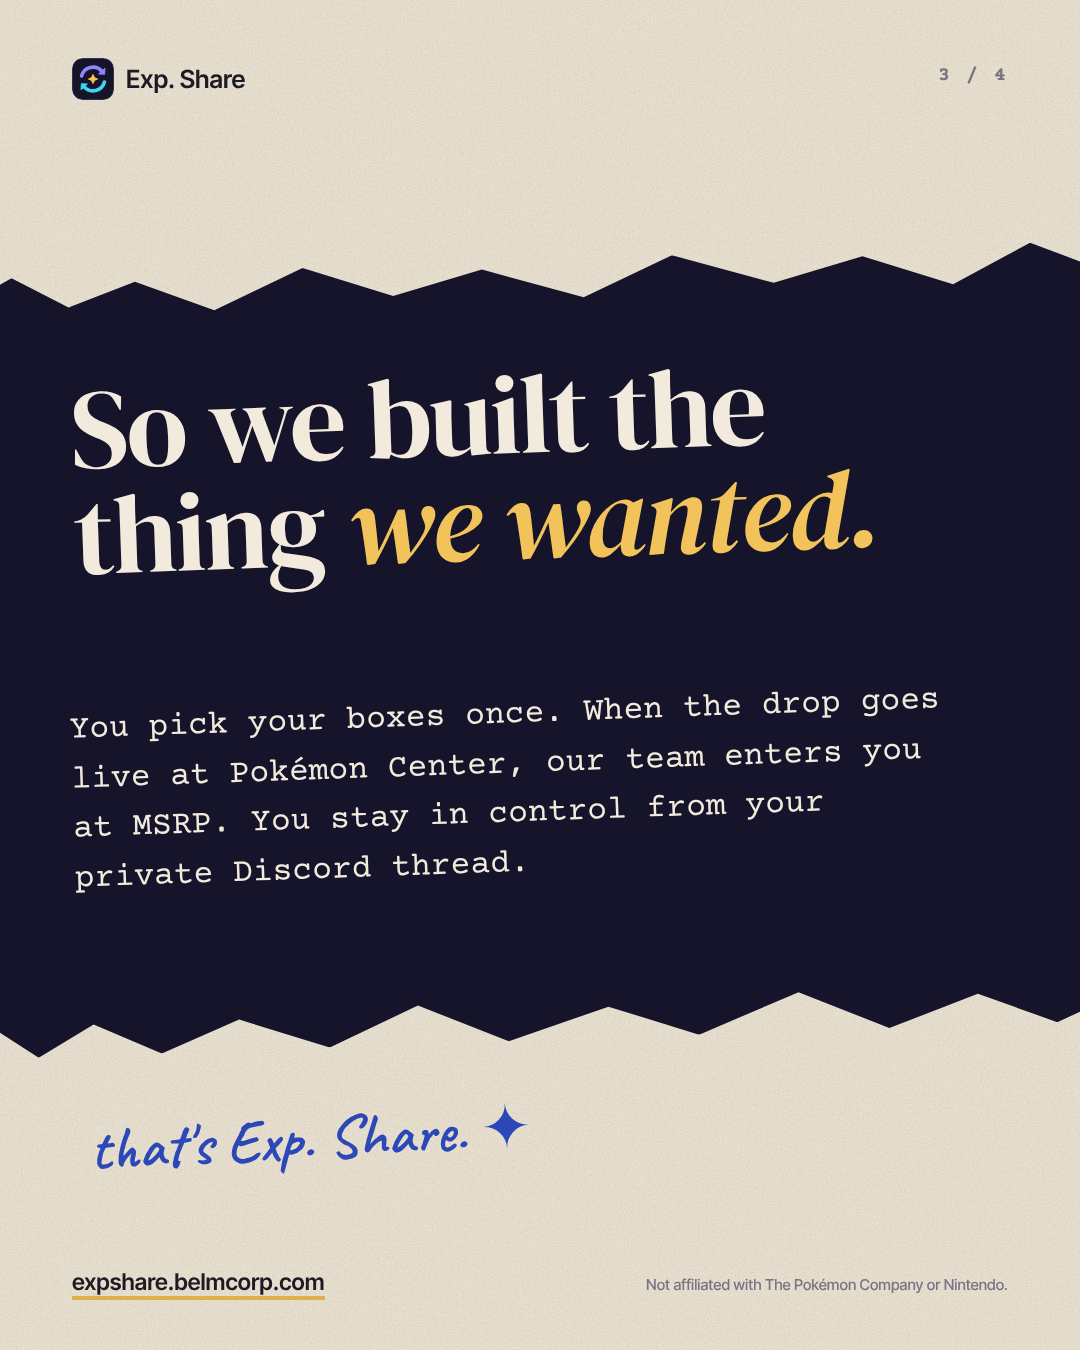 Exp. Share
3 / 4
So we built the
thing we wanted.
You pick your boxes once. When the drop goes
live at Pokémon Center, our team enters you
at MSRP. You stay in control from your
private Discord thread.
that's Exp. Share. ✦
expshare.belmcorp.com
Not affiliated with The Pokémon Company or Nintendo.